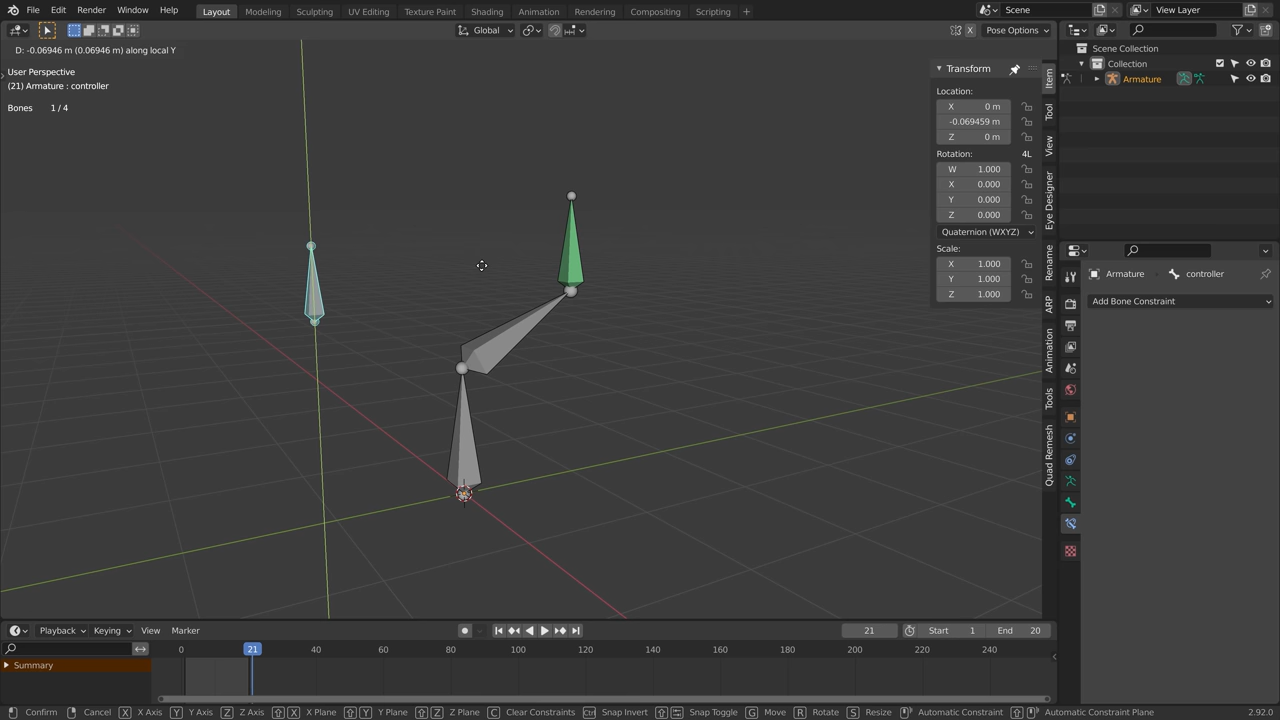 File Edit Render Window Help Layout Modeling Sculpting UV Editing Texture Paint Shading Animation Rendering Compositing Scripting + Scene View Layer
Global Pose Options
D: -0.06946 m (0.06946 m) along local Y
User Perspective
(21) Armature : controller
Bones 1 / 4
Transform
Location:
X 0 m
-0.069459 m
Z 0 m
Rotation: 4L
W 1.000
X 0.000
Y 0.000
Z 0.000
Quaternion (WXYZ)
Scale:
X 1.000
Y 1.000
Z 1.000
Item
Tool
View
Eye Designer
Rename
ARP
Animation
Tools
Quad Remesh
Scene Collection
Collection
Armature
Armature controller
Add Bone Constraint
Playback Keying View Marker 21 Start 1 End 20
0 21 40 60 80 100 120 140 160 180 200 220 240
Summary
Confirm Cancel X X Axis Y Y Axis Z Z Axis X X Plane Y Y Plane Z Z Plane C Clear Constraints Ctrl Snap Invert Snap Toggle G Move R Rotate S Resize Automatic Constraint Automatic Constraint Plane 2.92.0